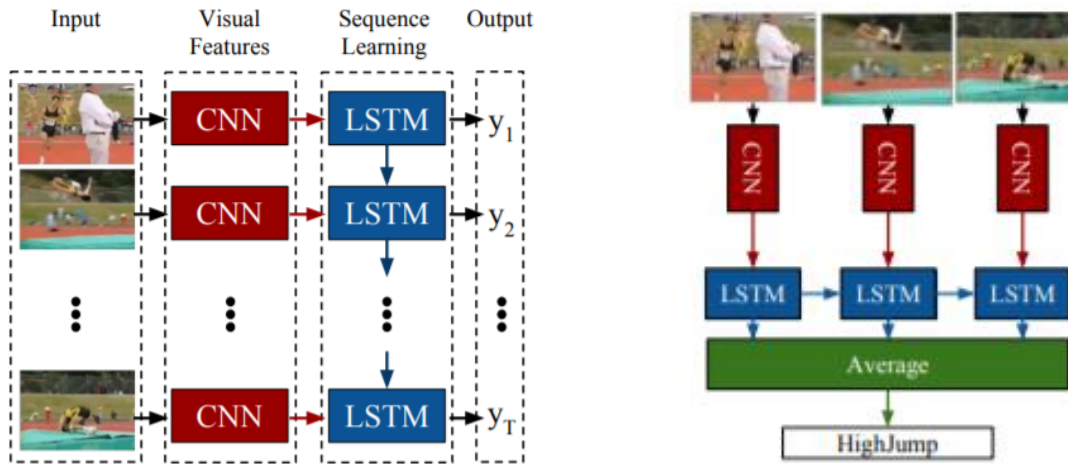 Input
Visual
Features
Sequence
Learning
Output
CNN
LSTM
y1
CNN
LSTM
y2
CNN
LSTM
yT
CNN
CNN
CNN
LSTM
LSTM
LSTM
Average
HighJump